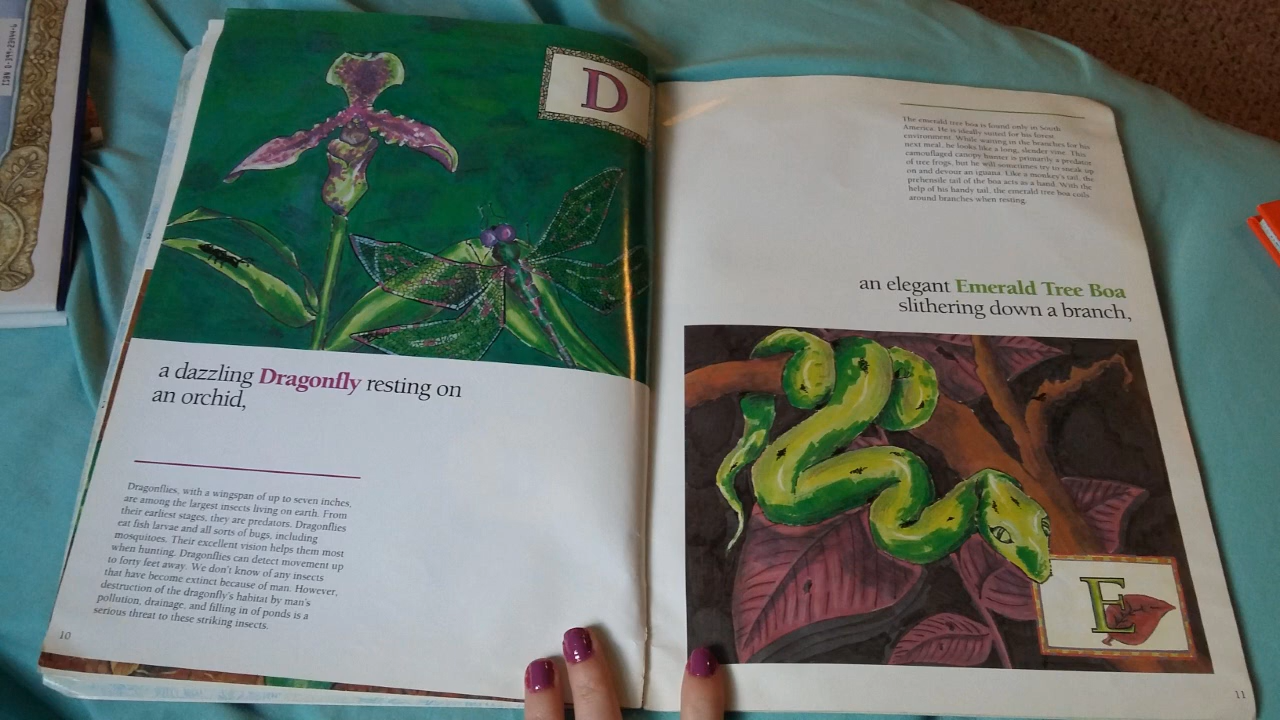 D
a dazzling Dragonfly resting on
an orchid,
Dragonflies, with a wingspan of up to seven inches,
are among the largest insects living on earth. From
their earliest stages, they are predators. Dragonflies
eat fish larvae and all sorts of bugs, including
mosquitoes. Their excellent vision helps them most
when hunting. Dragonflies can detect movement up
to forty feet away. We don't know of any insects
that have become extinct because of man. However,
destruction of the dragonfly's habitat by man's
pollution, drainage, and filling in of ponds is a
serious threat to these striking insects.
10
The emerald tree boa is found only in South
America. He is ideally suited for his forest
environment. While waiting in the branches for his
next meal, he looks like a long, slender vine. This
camouflaged canopy hunter is primarily a predator
of tree frogs, but he will sometimes try to sneak up
on and devour an iguana. Like a monkey's tail, the
prehensile tail of the boa acts as a hand. With the
help of his handy tail, the emerald tree boa coils
around branches when resting.
an elegant Emerald Tree Boa
slithering down a branch,
E
11